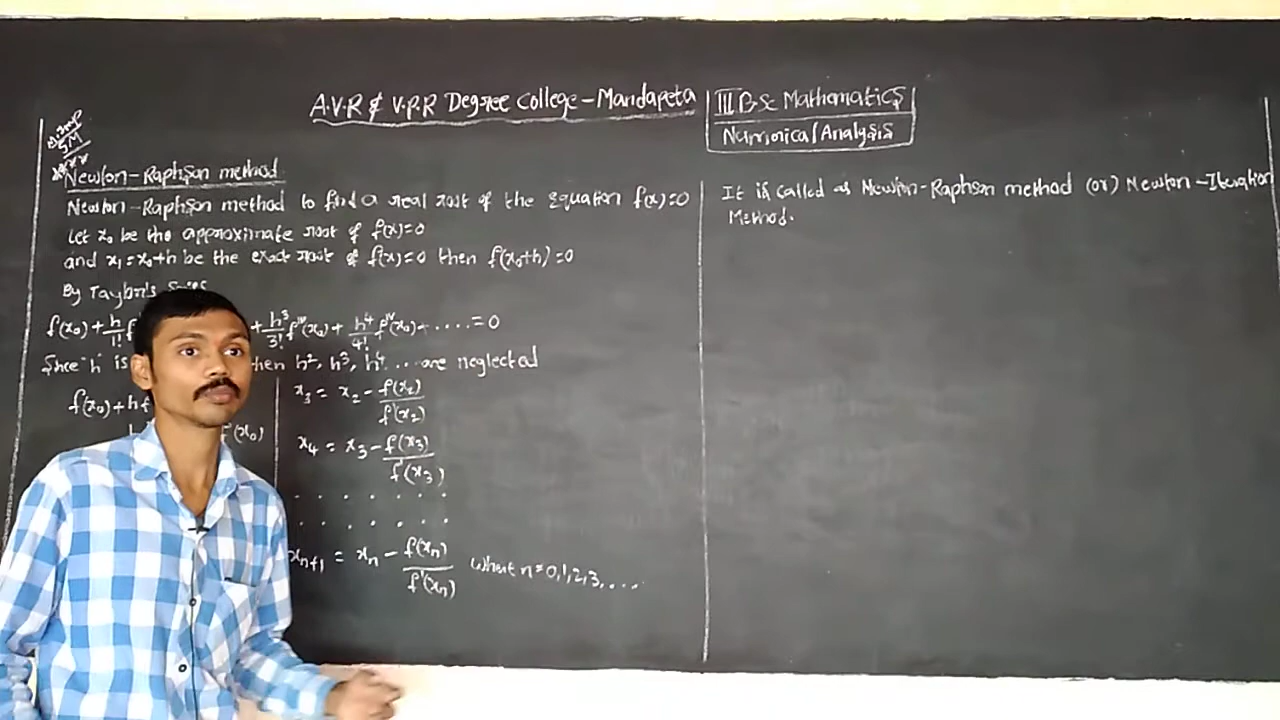 A.V.R & V.P.R Degree College - Mandapeta
III BSc Mathematics
Numerical Analysis
5M
***
Newton-Raphson method
Newton-Raphson method to find a real root of the equation f(x)=0
Let x₀ be the approximate root of f(x)=0
and x₁=x₀+h be the exact root of f(x)=0 then f(x₀+h)=0
By Taylor's
f(x₀)+h/1! f +h³/3! f'''(x₀)+ h⁴/4! f^IV(x₀)+.....=0
Since 'h' is then h², h³, h⁴... are neglected
f(x₀)+hf
h f'(x₀)
x₃ = x₂ - f(x₂)/f'(x₂)
x₄ = x₃ - f(x₃)/f'(x₃)
. . . . . . .
. . . . . . .
xₙ₊₁ = xₙ - f(xₙ)/f'(xₙ) where n=0,1,2,3,....
It is called as Newton-Raphson method (or) Newton-Iteration
Method.